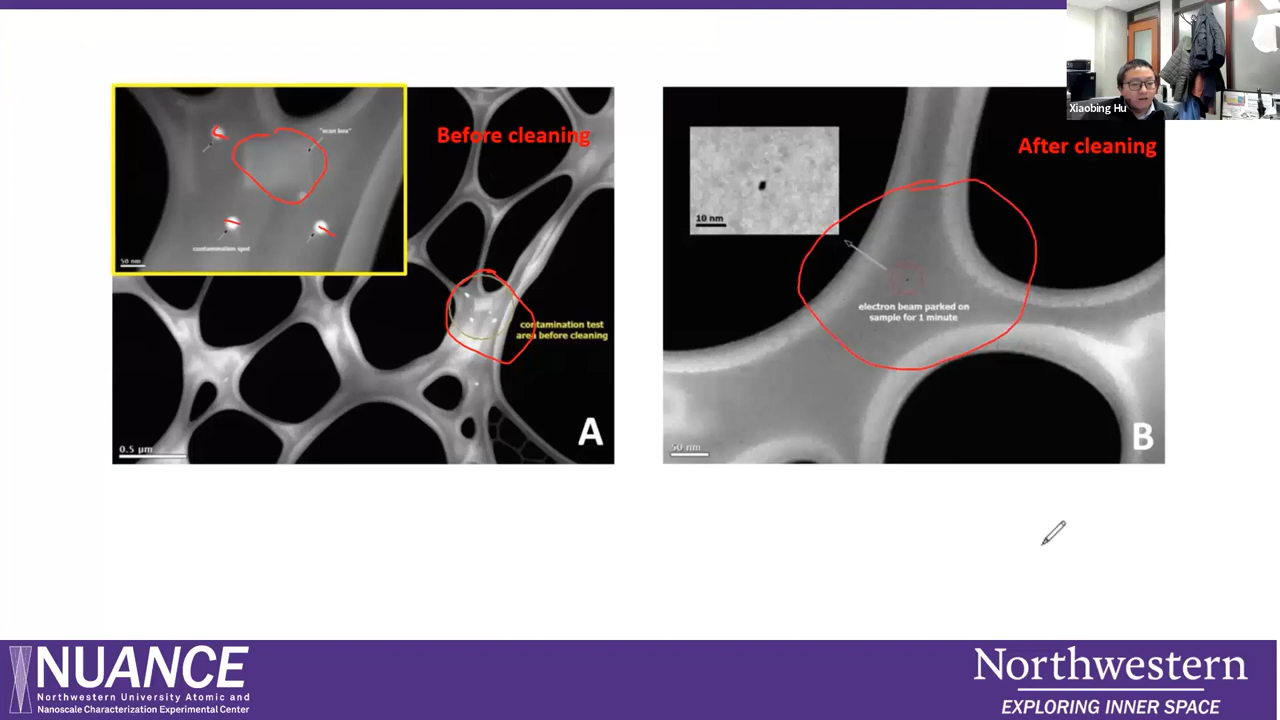 Xiaobing Hu
Before cleaning
"scan box"
contamination spot
50 nm
contamination test
area before cleaning
0.5 µm
A
After cleaning
10 nm
electron beam parked on
sample for 1 minute
50 nm
B
NUANCE
Northwestern University Atomic and
Nanoscale Characterization Experimental Center
Northwestern
EXPLORING INNER SPACE